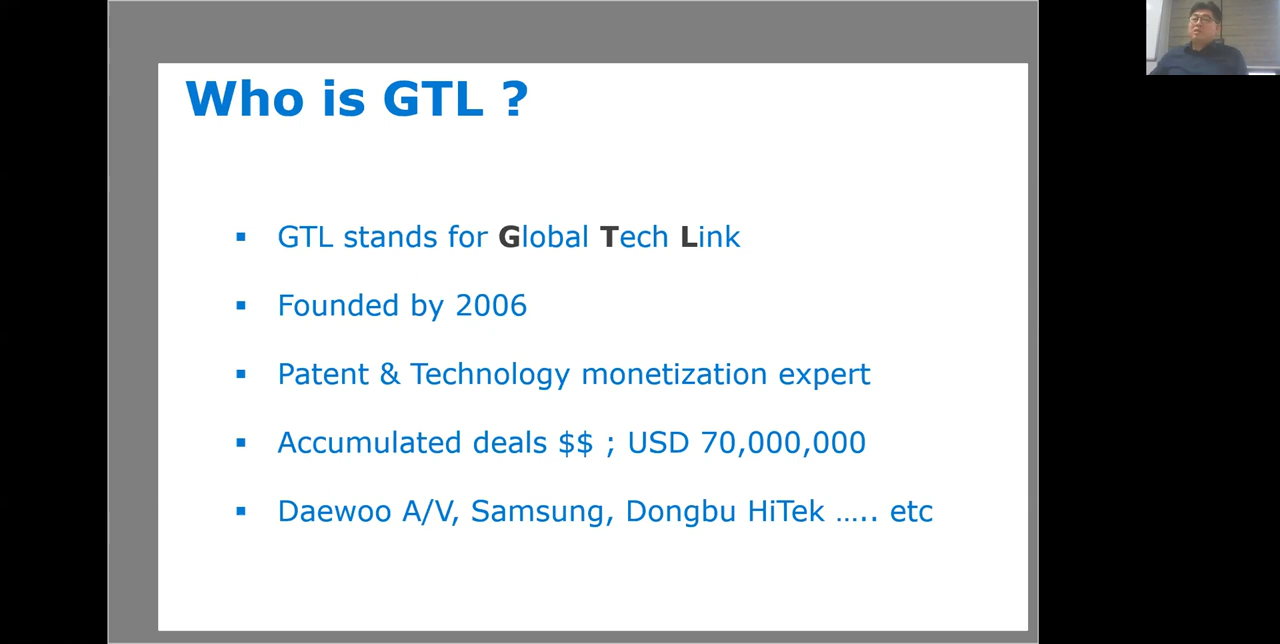 Who is GTL ?
▪ GTL stands for Global Tech Link
▪ Founded by 2006
▪ Patent & Technology monetization expert
▪ Accumulated deals $$ ; USD 70,000,000
▪ Daewoo A/V, Samsung, Dongbu HiTek ….. etc